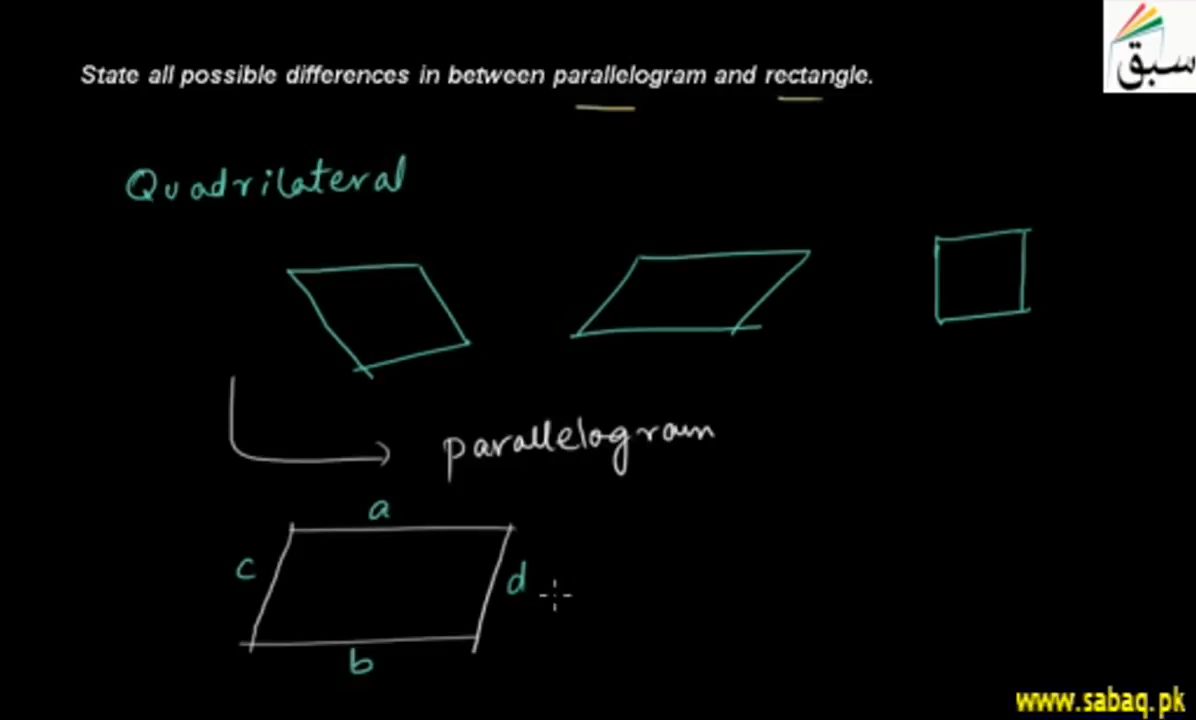 سبق
State all possible differences in between parallelogram and rectangle.
Quadrilateral
parallelogram
a
c
d
b
www.sabaq.pk